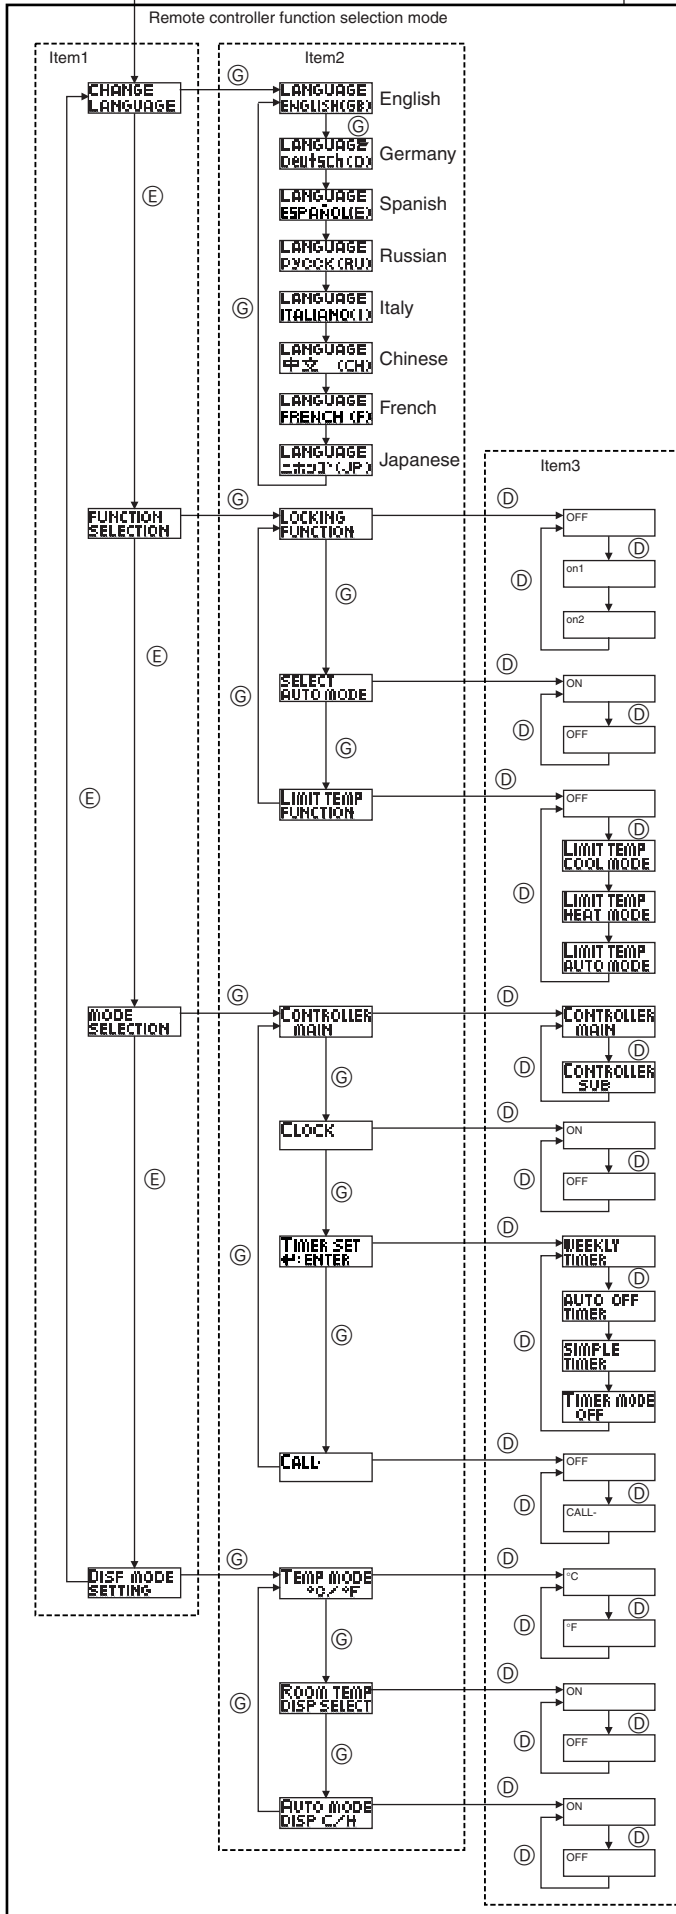 Remote controller function selection mode
Item1
Item2
CHANGE
LANGUAGE
Ⓖ
LANGUAGE
ENGLISH(GB)
English
Ⓖ
LANGUAGE
Deutsch(D)
Germany
Ⓔ
LANGUAGE
ESPAÑOL(E)
Spanish
LANGUAGE
РУССК(RU)
Russian
Ⓖ
LANGUAGE
ITALIANO(I)
Italy
LANGUAGE
中文 (CH)
Chinese
LANGUAGE
FRENCH (F)
French
LANGUAGE
ニホンゴ(JP)
Japanese
Item3
FUNCTION
SELECTION
Ⓖ
LOCKING
FUNCTION
Ⓓ
OFF
Ⓓ
Ⓓ
on1
Ⓖ
on2
Ⓔ
SELECT
AUTO MODE
Ⓓ
ON
Ⓖ
Ⓓ
Ⓓ
OFF
Ⓖ
Ⓔ
LIMIT TEMP
FUNCTION
Ⓓ
OFF
Ⓓ
LIMIT TEMP
COOL MODE
Ⓓ
LIMIT TEMP
HEAT MODE
LIMIT TEMP
AUTO MODE
MODE
SELECTION
Ⓖ
CONTROLLER
MAIN
Ⓓ
CONTROLLER
MAIN
Ⓓ
Ⓓ
CONTROLLER
SUB
Ⓖ
CLOCK
Ⓓ
ON
Ⓓ
Ⓓ
OFF
Ⓔ
Ⓖ
TIMER SET
↵:ENTER
Ⓖ
Ⓓ
WEEKLY
TIMER
Ⓓ
AUTO OFF
TIMER
Ⓖ
Ⓓ
SIMPLE
TIMER
TIMER MODE
OFF
CALL-
Ⓓ
OFF
Ⓓ
Ⓓ
CALL-
DISP MODE
SETTING
Ⓖ
TEMP MODE
°C/°F
Ⓓ
°C
Ⓓ
Ⓓ
°F
Ⓖ
ROOM TEMP
DISP SELECT
Ⓓ
ON
Ⓖ
Ⓓ
Ⓓ
OFF
Ⓖ
AUTO MODE
DISP C/H
Ⓓ
ON
Ⓓ
Ⓓ
OFF